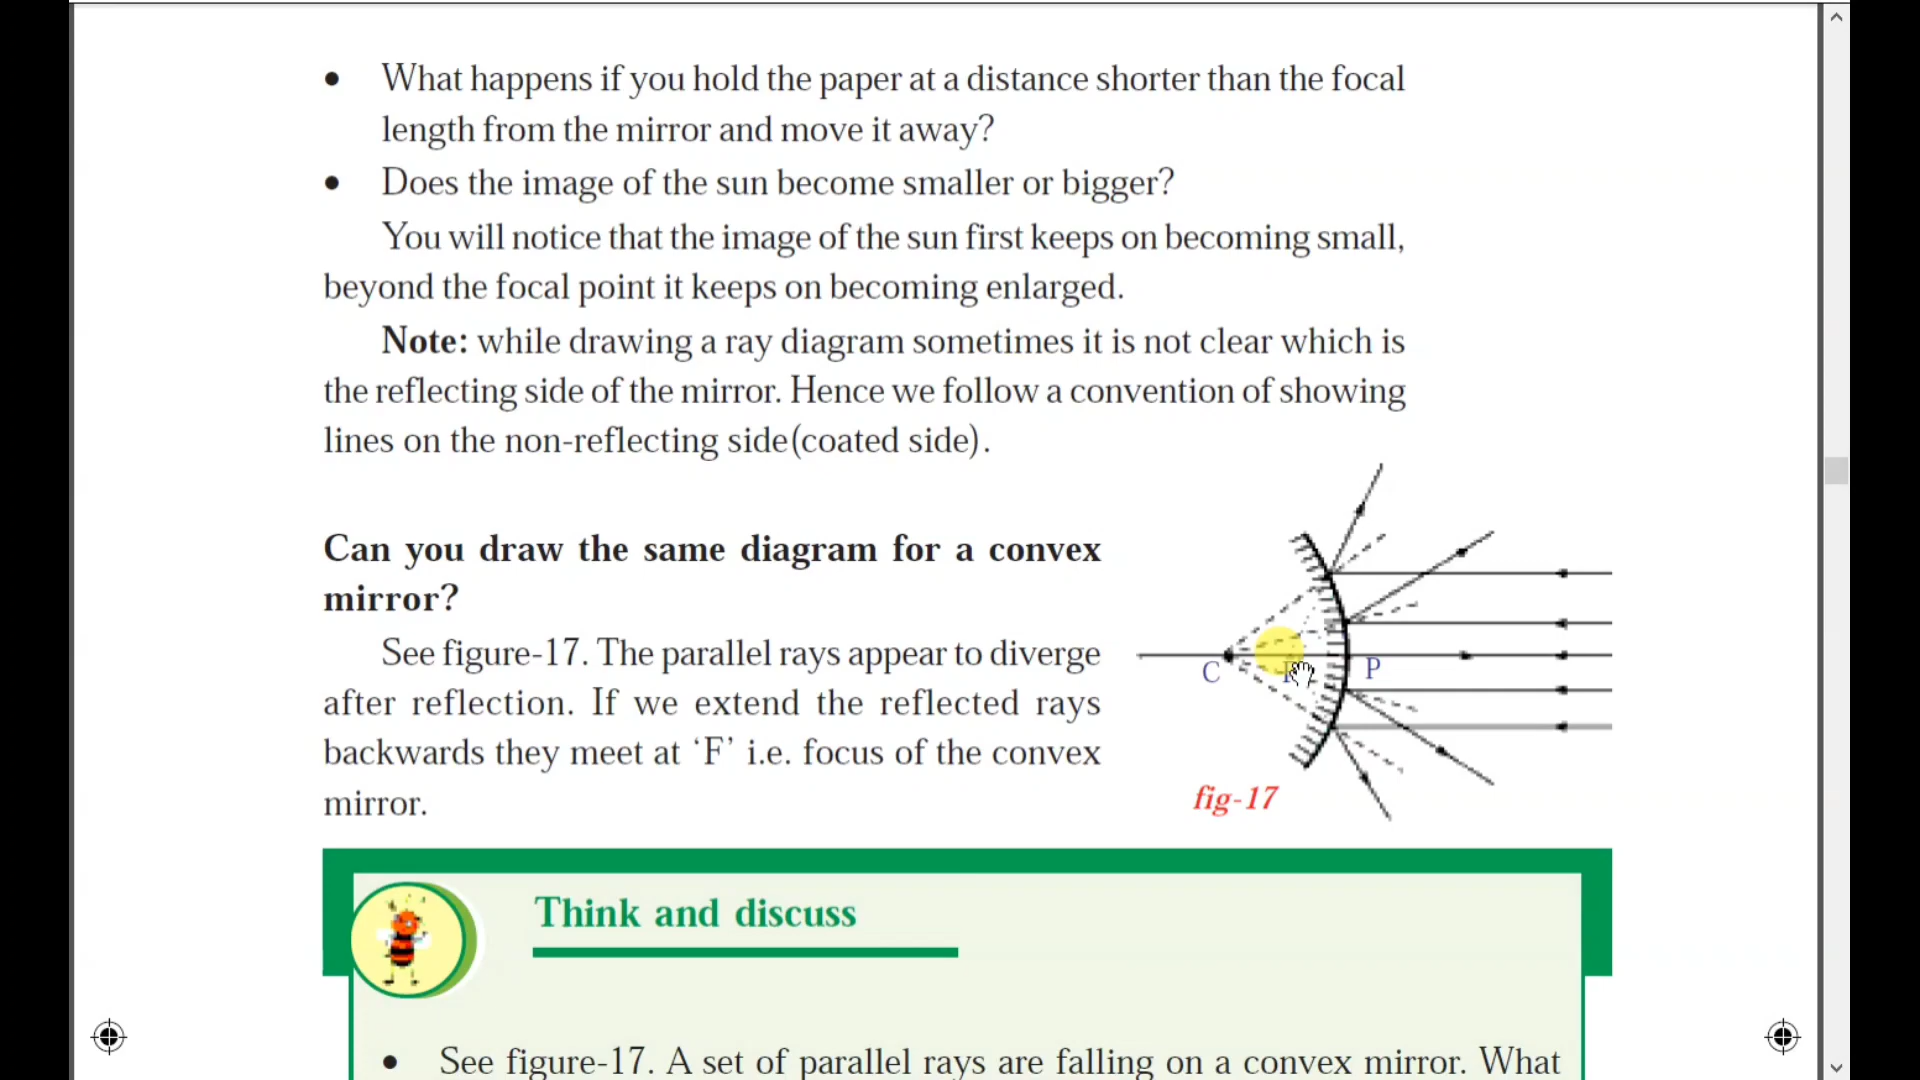 • What happens if you hold the paper at a distance shorter than the focal
length from the mirror and move it away?
• Does the image of the sun become smaller or bigger?
You will notice that the image of the sun first keeps on becoming small,
beyond the focal point it keeps on becoming enlarged.
Note: while drawing a ray diagram sometimes it is not clear which is
the reflecting side of the mirror. Hence we follow a convention of showing
lines on the non-reflecting side(coated side).
Can you draw the same diagram for a convex
mirror?
See figure-17. The parallel rays appear to diverge
after reflection. If we extend the reflected rays
backwards they meet at ‘F’ i.e. focus of the convex
mirror.
C
P
fig-17
Think and discuss
• See figure-17. A set of parallel rays are falling on a convex mirror. What